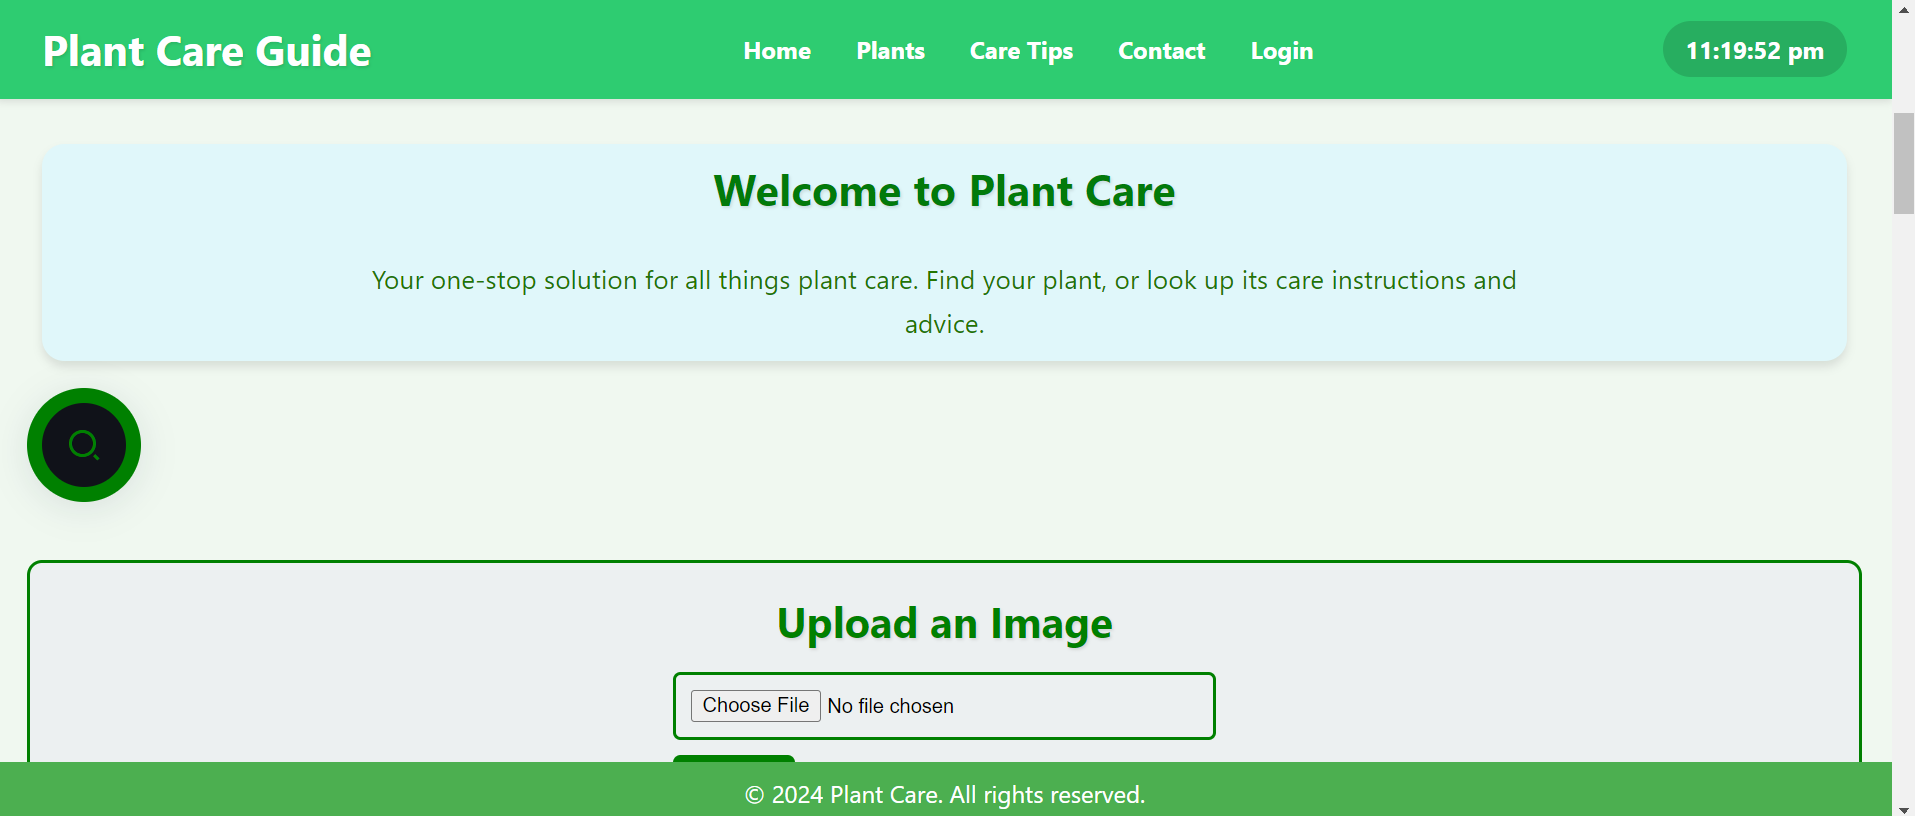 Plant Care Guide
Home
Plants
Care Tips
Contact
Login
11:19:52 pm
Welcome to Plant Care
Your one-stop solution for all things plant care. Find your plant, or look up its care instructions and
advice.
Upload an Image
Choose File No file chosen
© 2024 Plant Care. All rights reserved.